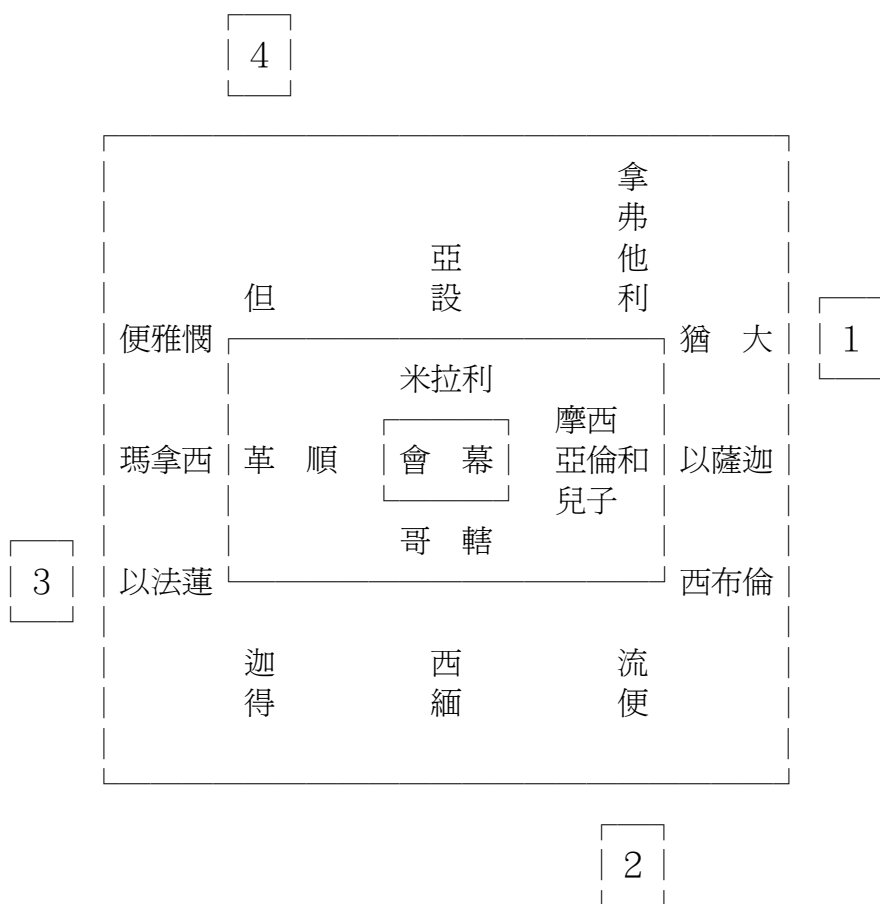 4
拿弗他利
亞設
但
便雅憫
猶　大
1
米拉利
摩西
亞倫和
兒子
瑪拿西
革　順
會　幕
以薩迦
哥　轄
3
以法蓮
西布倫
迦得
西緬
流便
2